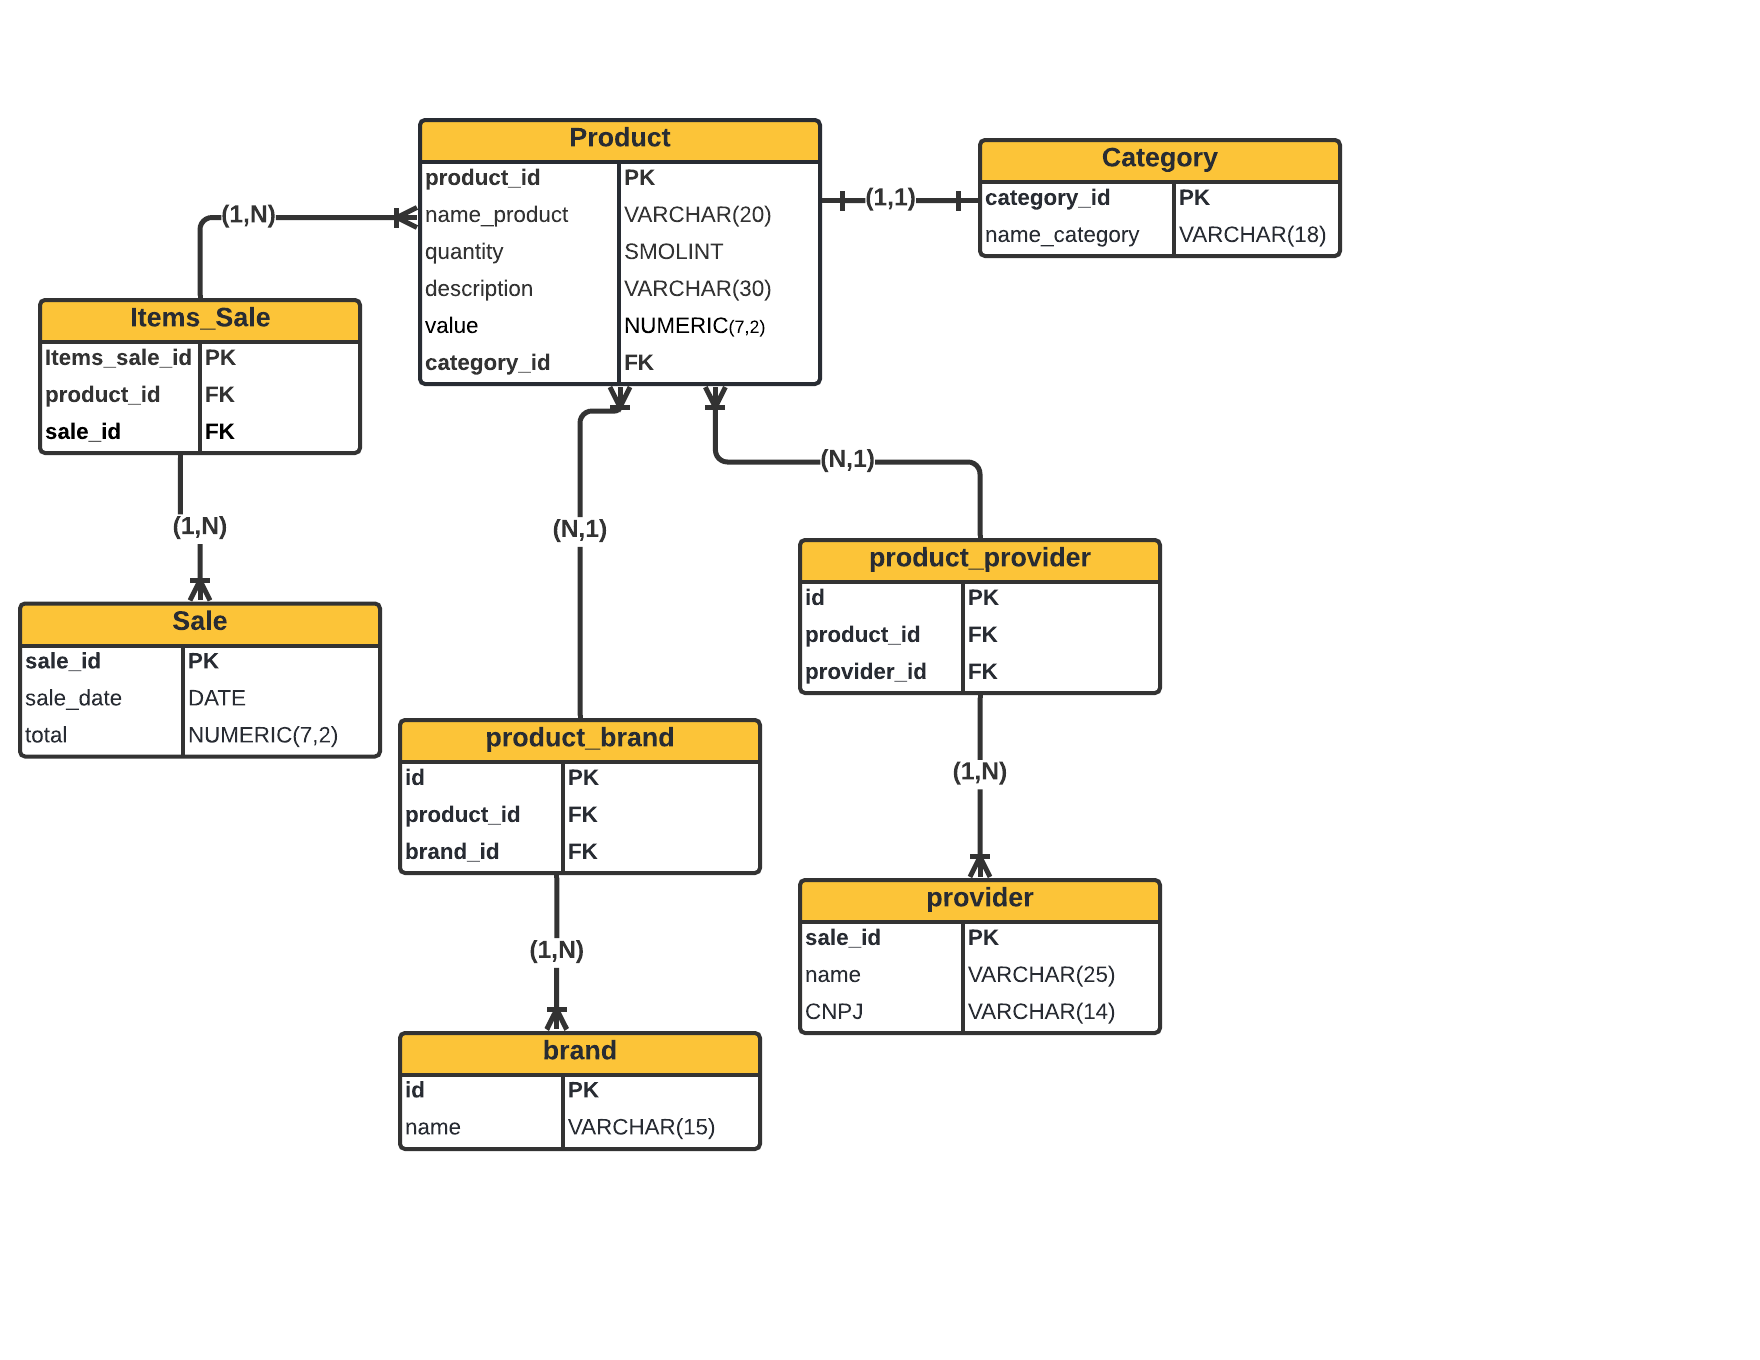 Product
product_id PK
name_product VARCHAR(20)
quantity SMOLINT
description VARCHAR(30)
value NUMERIC(7,2)
category_id FK
(1,1)
Category
category_id PK
name_category VARCHAR(18)
(1,N)
Items_Sale
Items_sale_id PK
product_id FK
sale_id FK
(1,N)
Sale
sale_id PK
sale_date DATE
total NUMERIC(7,2)
(N,1)
product_brand
id PK
product_id FK
brand_id FK
(1,N)
brand
id PK
name VARCHAR(15)
(N,1)
product_provider
id PK
product_id FK
provider_id FK
(1,N)
provider
sale_id PK
name VARCHAR(25)
CNPJ VARCHAR(14)